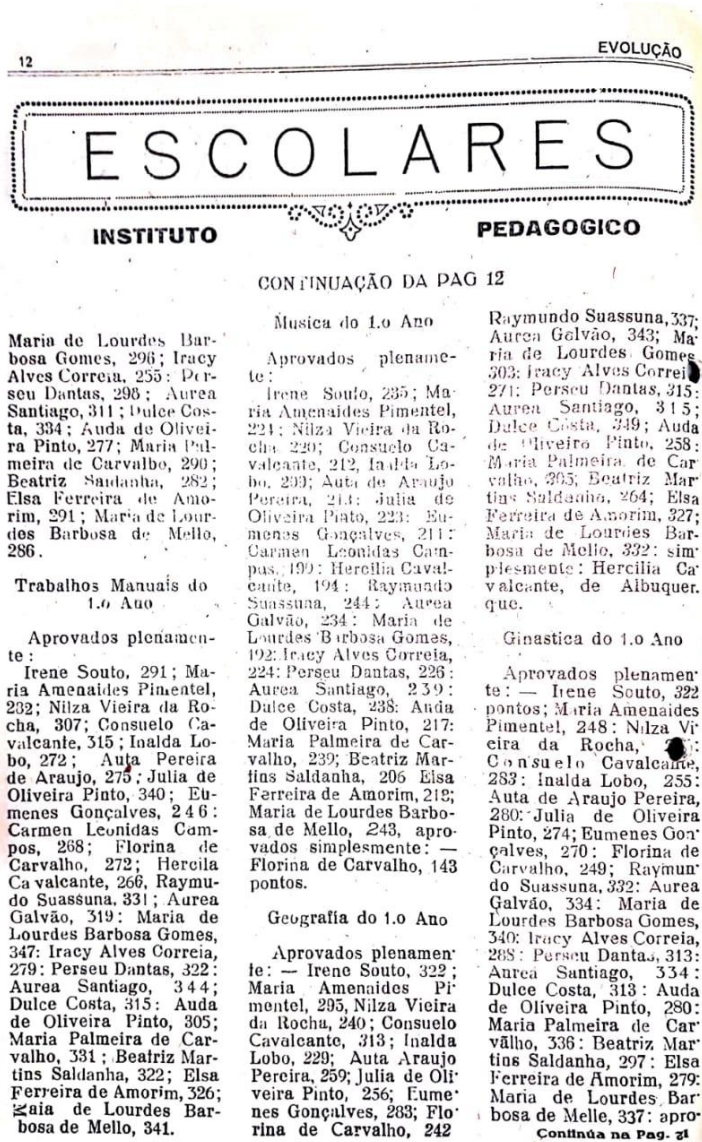 12
EVOLUÇÃO
ESCOLARES
INSTITUTO PEDAGOGICO
CONTINUAÇÃO DA PAG 12
Maria de Lourdes Bar-
bosa Gomes, 296; Iracy
Alves Correia, 255: Per-
seu Dantas, 298; Aurea
Santiago, 311; Dulce Cos-
ta, 334; Auda de Olivei-
ra Pinto, 277; Maria Pal-
meira de Carvalho, 290;
Beatriz Saldanha, 282;
Elsa Ferreira de Amo-
rim, 291; Maria de Lour-
des Barbosa de Mello,
286.
Trabalhos Manuais do
1.o Ano
Aprovados plenamen-
te:
Irene Souto, 291; Ma-
ria Amenaides Pimentel,
232; Nilza Vieira da Ro-
cha, 307; Consuelo Ca-
valcante, 315; Inalda Lo-
bo, 272; Auta Pereira
de Araujo, 275; Julia de
Oliveira Pinto, 340; Eu-
menes Gonçalves, 246:
Carmen Leonidas Cam-
pos, 268; Florina de
Carvalho, 272; Hercila
Cavalcante, 266, Raymu-
do Suassuna, 331; Aurea
Galvão, 319: Maria de
Lourdes Barbosa Gomes,
347: Iracy Alves Correia,
279: Perseu Dantas, 322:
Aurea Santiago, 344;
Dulce Costa, 315: Auda
de Oliveira Pinto, 305;
Maria Palmeira de Car-
valho, 331; Beatriz Mar-
tins Saldanha, 322; Elsa
Ferreira de Amorim, 326;
Maia de Lourdes Bar-
bosa de Mello, 341.
Musica do 1.o Ano
Aprovados plename-
te:
Irene Souto, 235; Ma
ria Amenaides Pimentel,
221; Nilza Vieira da Ro-
cha 220; Consuelo Ca-
valcante, 212, Inalda Lo-
bo, 209; Auta de Araujo
Pereira, 213: Julia de
Oliveira Pinto, 223: Eu-
menes Gonçalves, 211:
Carmen Leonidas Cam-
pas, 199: Hercilia Caval-
cante, 194: Raymundo
Suassuna, 244: Aurea
Galvão, 234: Maria de
Lourdes Barbosa Gomes,
192: Iracy Alves Correia,
224: Perseu Dantas, 226:
Aurea Santiago, 239:
Dulce Costa, 238: Auda
de Oliveira Pinto, 217:
Maria Palmeira de Car-
valho, 239; Beatriz Mar-
tins Saldanha, 206 Elsa
Ferreira de Amorim, 218;
Maria de Lourdes Barbo-
sa de Mello, 243, apro-
vados simplesmente: —
Florina de Carvalho, 143
pontos.
Geografia do 1.o Ano
Aprovados plenamen-
te: — Irene Souto, 322;
Maria Amenaides Pi
mentel, 295, Nilza Vieira
da Rocha, 240; Consuelo
Cavalcante, 313; Inalda
Lobo, 229; Auta Araujo
Pereira, 259; Julia de Oli
veira Pinto, 256; Eume-
nes Gonçalves, 283; Flo-
rina de Carvalho, 242
Raymundo Suassuna, 337;
Aurea Galvão, 343; Ma-
ria de Lourdes Gomes
303: Iracy Alves Correi
271: Perseu Dantas, 315:
Aurea Santiago, 315;
Dulce Costa, 349; Auda
de Oliveiro Pinto, 258:
Maria Palmeira de Car
valho, 305; Beatriz Mar
tins Saldanha, 264; Elsa
Ferreira de Amorim, 327;
Maria de Lourdes Bar-
bosa de Mello, 332: sim-
plesmente: Hercilia Ca
valcante, de Albuquer.
que.
Ginastica do 1.o Ano
Aprovados plenamen-
te: — Irene Souto, 322
pontos; Maria Amenaides
Pimentel, 248: Nilza Vi
eira da Rocha,
Consuelo Cavalcante,
283: Inalda Lobo, 255:
Auta de Araujo Pereira,
280: Julia de Oliveira
Pinto, 274; Eumenes Gon-
çalves, 270: Florina de
Carvalho, 249; Raymun-
do Suassuna, 332: Aurea
Galvão, 334: Maria de
Lourdes Barbosa Gomes,
340: Iracy Alves Correia,
288: Perseu Dantas, 313:
Aurea Santiago, 334:
Dulce Costa, 313: Auda
de Oliveira Pinto, 280:
Maria Palmeira de Car-
valho, 336: Beatriz Mar-
tins Saldanha, 297: Elsa
Ferreira de Amorim, 279:
Maria de Lourdes Bar-
bosa de Melle, 337: apro-
Continúa na Pag. 21